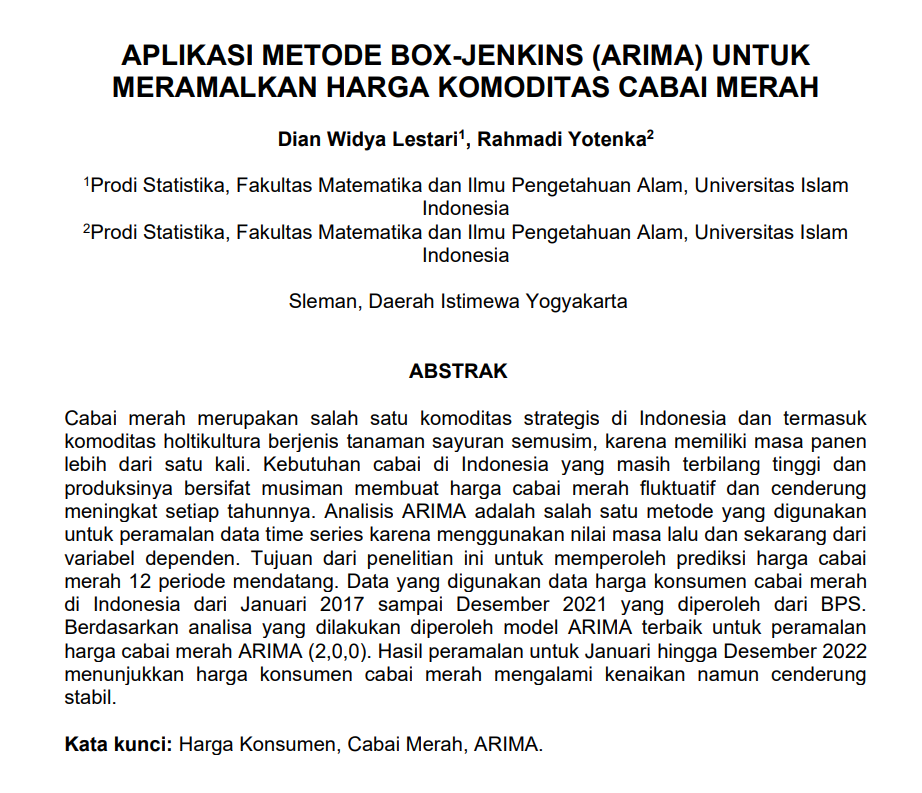 APLIKASI METODE BOX-JENKINS (ARIMA) UNTUK
MERAMALKAN HARGA KOMODITAS CABAI MERAH
Dian Widya Lestari¹, Rahmadi Yotenka²
¹Prodi Statistika, Fakultas Matematika dan Ilmu Pengetahuan Alam, Universitas Islam
Indonesia
²Prodi Statistika, Fakultas Matematika dan Ilmu Pengetahuan Alam, Universitas Islam
Indonesia
Sleman, Daerah Istimewa Yogyakarta
ABSTRAK
Cabai merah merupakan salah satu komoditas strategis di Indonesia dan termasuk
komoditas holtikultura berjenis tanaman sayuran semusim, karena memiliki masa panen
lebih dari satu kali. Kebutuhan cabai di Indonesia yang masih terbilang tinggi dan
produksinya bersifat musiman membuat harga cabai merah fluktuatif dan cenderung
meningkat setiap tahunnya. Analisis ARIMA adalah salah satu metode yang digunakan
untuk peramalan data time series karena menggunakan nilai masa lalu dan sekarang dari
variabel dependen. Tujuan dari penelitian ini untuk memperoleh prediksi harga cabai
merah 12 periode mendatang. Data yang digunakan data harga konsumen cabai merah
di Indonesia dari Januari 2017 sampai Desember 2021 yang diperoleh dari BPS.
Berdasarkan analisa yang dilakukan diperoleh model ARIMA terbaik untuk peramalan
harga cabai merah ARIMA (2,0,0). Hasil peramalan untuk Januari hingga Desember 2022
menunjukkan harga konsumen cabai merah mengalami kenaikan namun cenderung
stabil.
Kata kunci: Harga Konsumen, Cabai Merah, ARIMA.